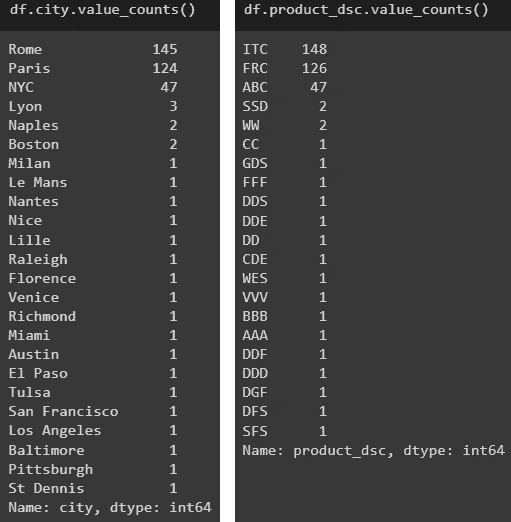 df.city.value_counts()
Rome 145
Paris 124
NYC 47
Lyon 3
Naples 2
Boston 2
Milan 1
Le Mans 1
Nantes 1
Nice 1
Lille 1
Raleigh 1
Florence 1
Venice 1
Richmond 1
Miami 1
Austin 1
El Paso 1
Tulsa 1
San Francisco 1
Los Angeles 1
Baltimore 1
Pittsburgh 1
St Dennis 1
Name: city, dtype: int64
df.product_dsc.value_counts()
ITC 148
FRC 126
ABC 47
SSD 2
WW 2
CC 1
GDS 1
FFF 1
DDS 1
DDE 1
DD 1
CDE 1
WES 1
VVV 1
BBB 1
AAA 1
DDF 1
DDD 1
DGF 1
DFS 1
SFS 1
Name: product_dsc, dtype: int64